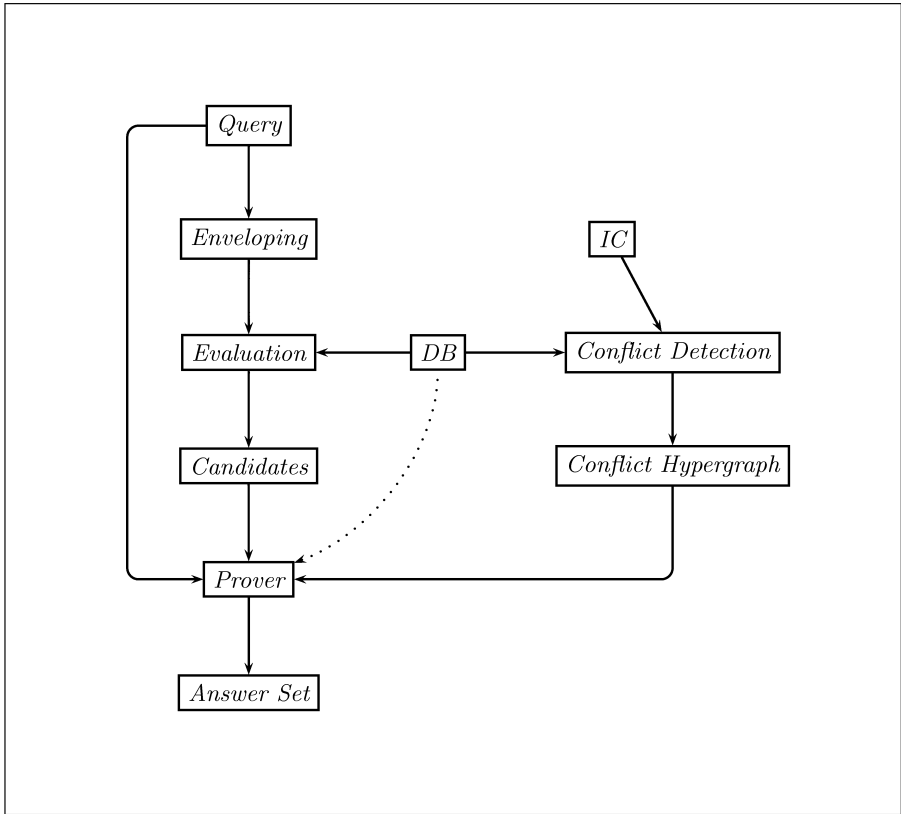 Query
Enveloping
IC
Evaluation
DB
Conflict Detection
Candidates
Conflict Hypergraph
Prover
Answer Set